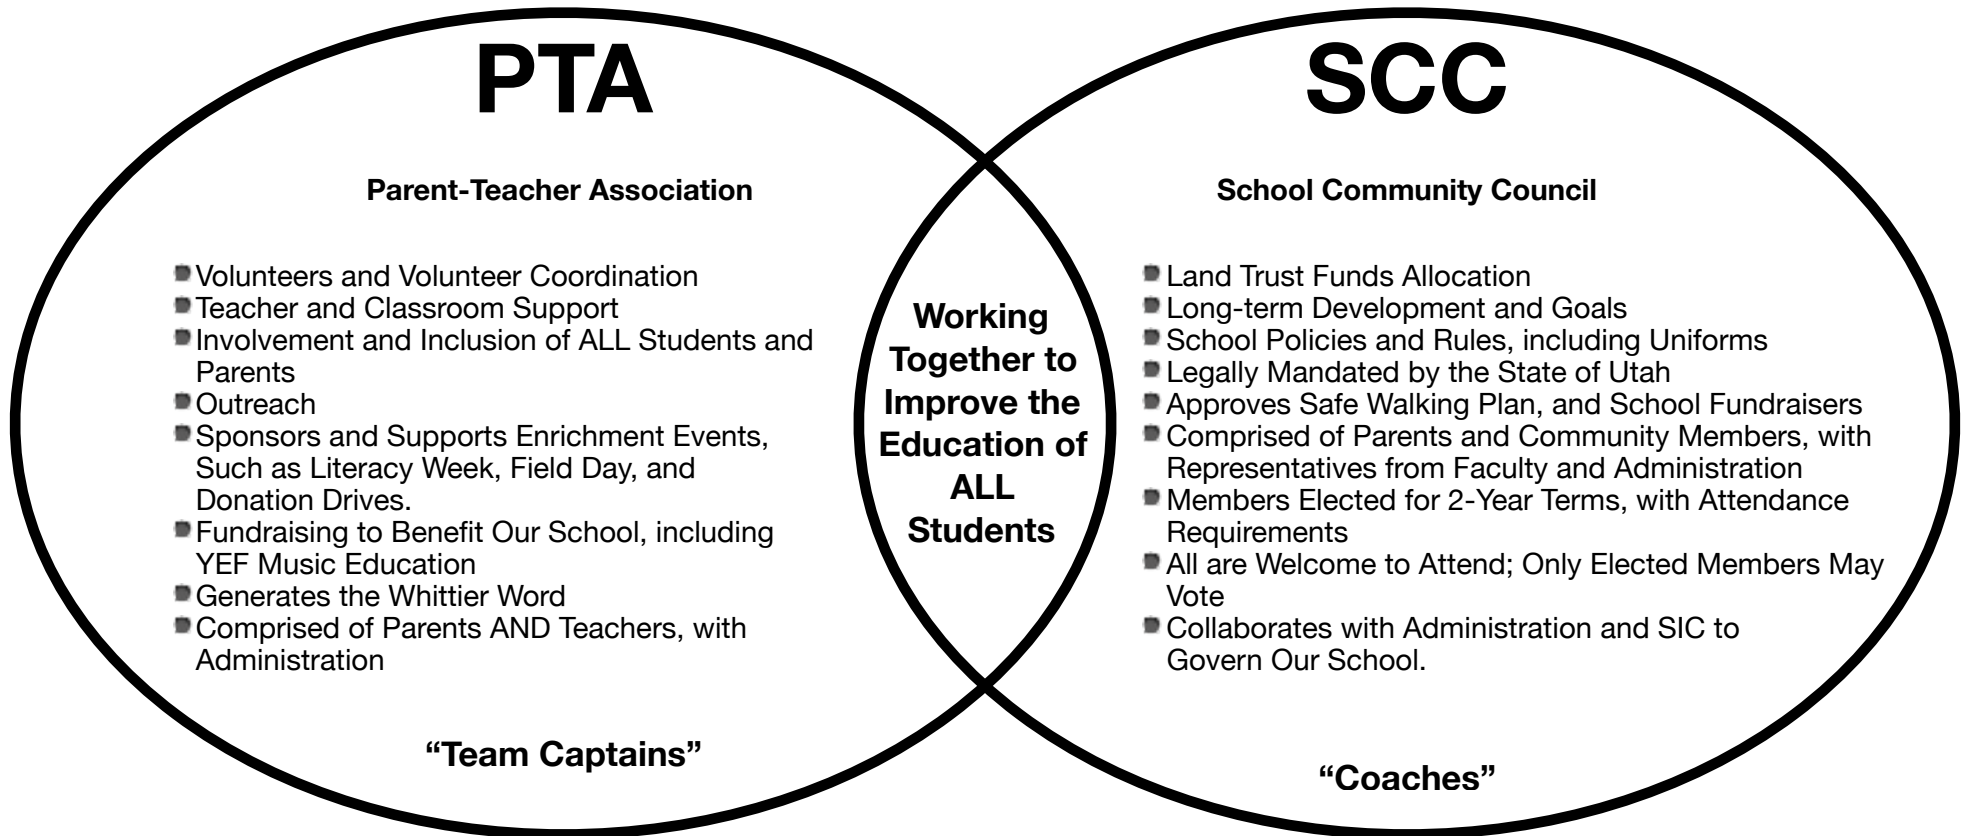 PTA
Parent-Teacher Association
Volunteers and Volunteer Coordination
Teacher and Classroom Support
Involvement and Inclusion of ALL Students and
Parents
Outreach
Sponsors and Supports Enrichment Events,
Such as Literacy Week, Field Day, and
Donation Drives.
Fundraising to Benefit Our School, including
YEF Music Education
Generates the Whittier Word
Comprised of Parents AND Teachers, with
Administration
“Team Captains”
Working
Together to
Improve the
Education of
ALL
Students
SCC
School Community Council
Land Trust Funds Allocation
Long-term Development and Goals
School Policies and Rules, including Uniforms
Legally Mandated by the State of Utah
Approves Safe Walking Plan, and School Fundraisers
Comprised of Parents and Community Members, with
Representatives from Faculty and Administration
Members Elected for 2-Year Terms, with Attendance
Requirements
All are Welcome to Attend; Only Elected Members May
Vote
Collaborates with Administration and SIC to
Govern Our School.
“Coaches”